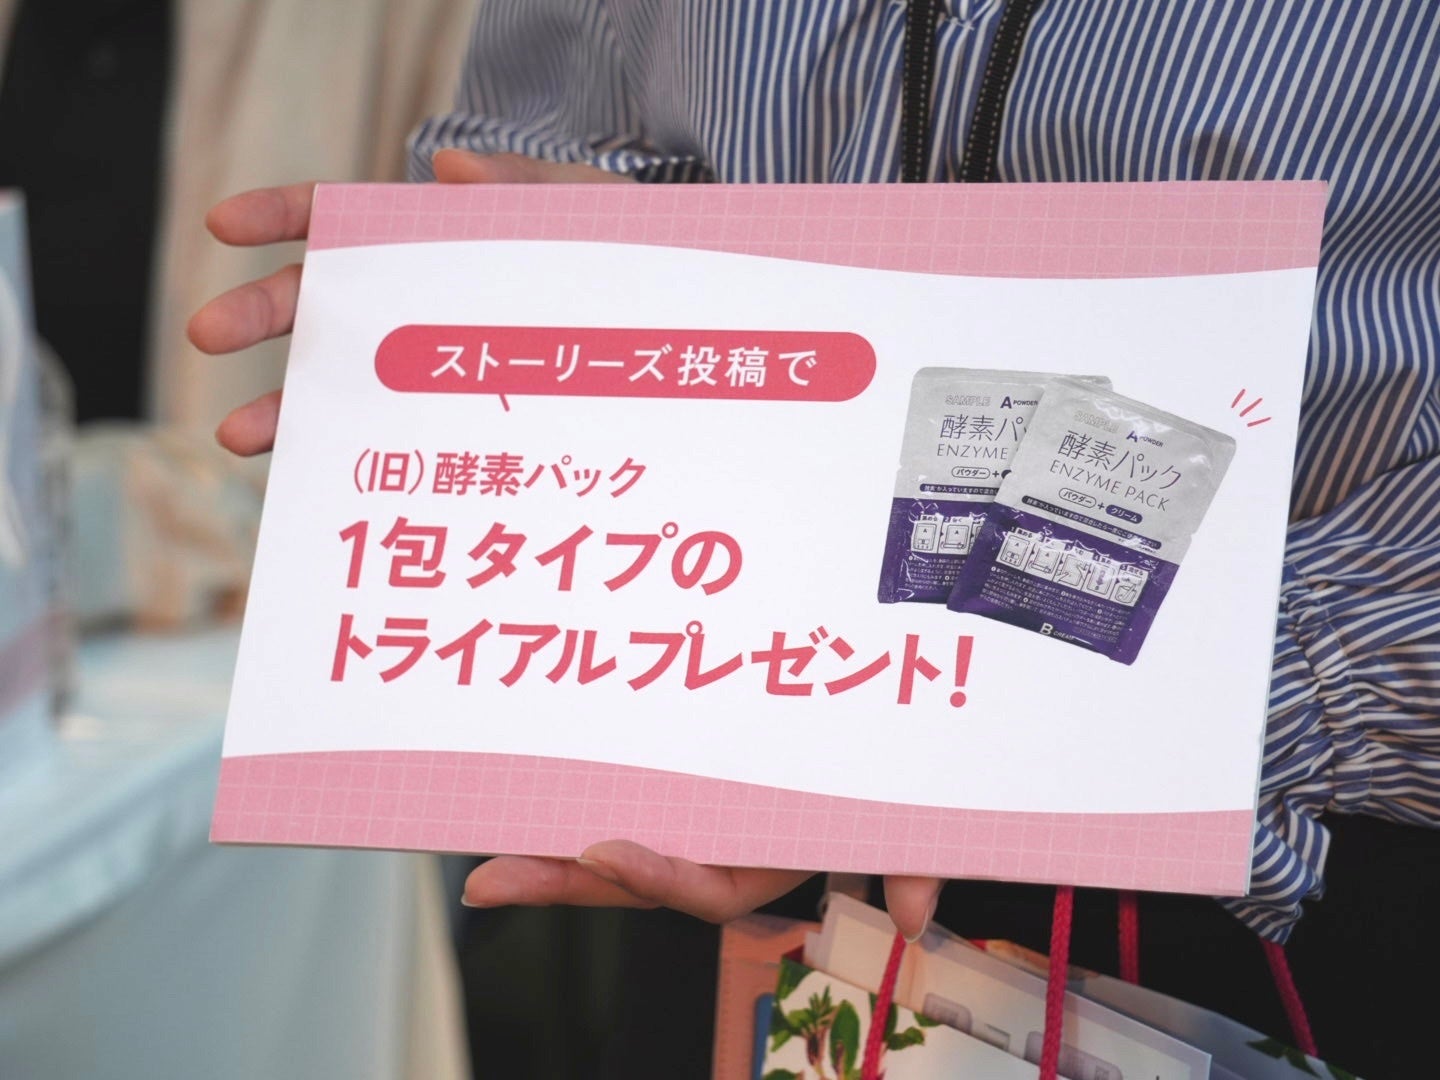 ストーリーズ投稿で
(旧)酵素パック
1包タイプの
トライアルプレゼント!
SAMPLE A POWDER
酵素パ
ENZYME
パウダー +
SAMPLE A POWDER
酵素パック
ENZYME PACK
パウダー + クリーム
B CREAM